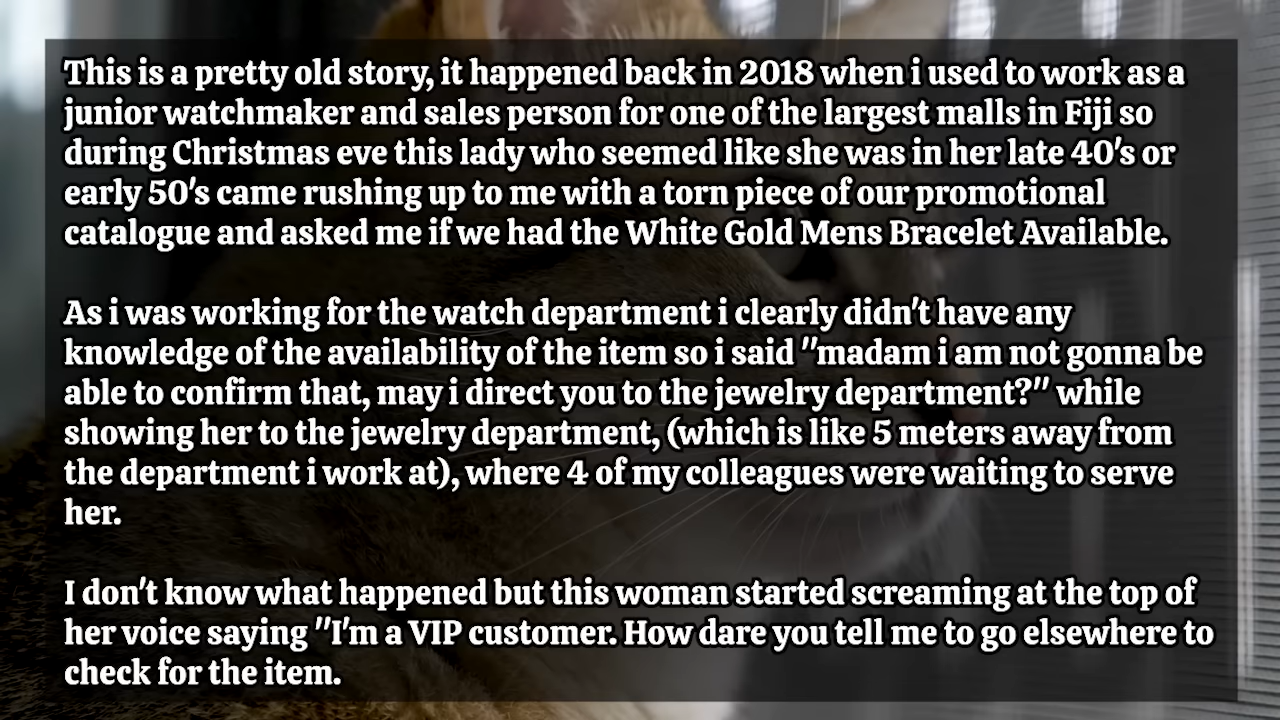 This is a pretty old story, it happened back in 2018 when i used to work as a
junior watchmaker and sales person for one of the largest malls in Fiji so
during Christmas eve this lady who seemed like she was in her late 40's or
early 50's came rushing up to me with a torn piece of our promotional
catalogue and asked me if we had the White Gold Mens Bracelet Available.
As i was working for the watch department i clearly didn't have any
knowledge of the availability of the item so i said "madam i am not gonna be
able to confirm that, may i direct you to the jewelry department?" while
showing her to the jewelry department, (which is like 5 meters away from
the department i work at), where 4 of my colleagues were waiting to serve
her.
I don't know what happened but this woman started screaming at the top of
her voice saying "I'm a VIP customer. How dare you tell me to go elsewhere to
check for the item.